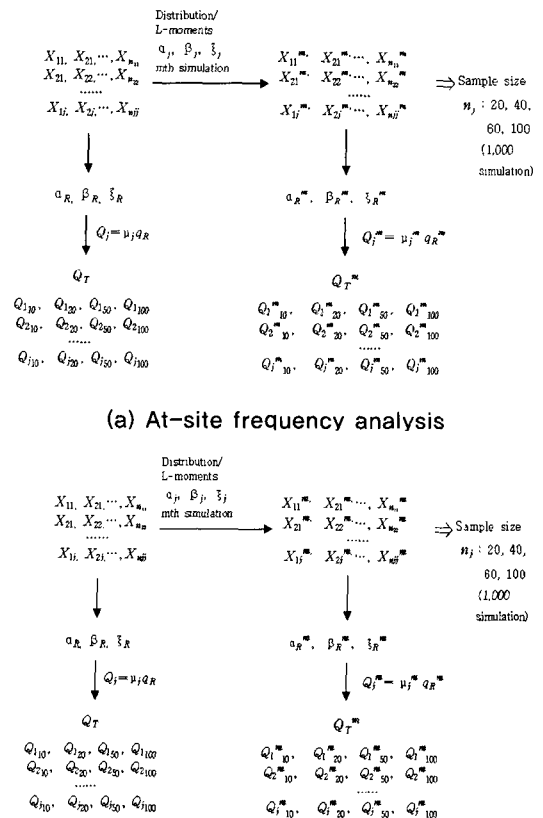 Distribution/
L-moments
α_j, β_j, ξ_j
mth simulation
X_11, X_21, ..., X_n11
X_21, X_22, ..., X_n22
......
X_1j, X_2j, ..., X_njj
X_11^m, X_21^m, ..., X_n11^m
X_21^m, X_22^m, ..., X_n22^m
......
X_1j^m, X_2j^m, ..., X_njj^m
⇒ Sample size
n_j : 20, 40,
60, 100
(1,000
simulation)
α_R, β_R, ξ_R
α_R^m, β_R^m, ξ_R^m
Q_j = μ_j q_R
Q_j^m = μ_j^m q_R^m
Q_T
Q_T^m
Q_1 10, Q_1 20, Q_1 50, Q_1 100
Q_2 10, Q_2 20, Q_2 50, Q_2 100
......
Q_j 10, Q_j 20, Q_j 50, Q_j 100
Q_1^m 10, Q_1^m 20, Q_1^m 50, Q_1^m 100
Q_2^m 10, Q_2^m 20, Q_2^m 50, Q_2^m 100
......
Q_j^m 10, Q_j^m 20, Q_j^m 50, Q_j^m 100
(a) At-site frequency analysis
Distribution/
L-moments
α_j, β_j, ξ_j
mth simulation
X_11, X_21, ..., X_n11
X_21, X_22, ..., X_n22
......
X_1j, X_2j, ..., X_njj
X_11^m, X_21^m, ..., X_n11^m
X_21^m, X_22^m, ..., X_n22^m
......
X_1j^m, X_2j^m, ..., X_njj^m
⇒ Sample size
n_j : 20, 40,
60, 100
(1,000
simulation)
α_R, β_R, ξ_R
α_R^m, β_R^m, ξ_R^m
Q_j = μ_j q_R
Q_j^m = μ_j^m q_R^m
Q_T
Q_T^m
Q_1 10, Q_1 20, Q_1 50, Q_1 100
Q_2 10, Q_2 20, Q_2 50, Q_2 100
......
Q_j 10, Q_j 20, Q_j 50, Q_j 100
Q_1^m 10, Q_1^m 20, Q_1^m 50, Q_1^m 100
Q_2^m 10, Q_2^m 20, Q_2^m 50, Q_2^m 100
......
Q_j^m 10, Q_j^m 20, Q_j^m 50, Q_j^m 100